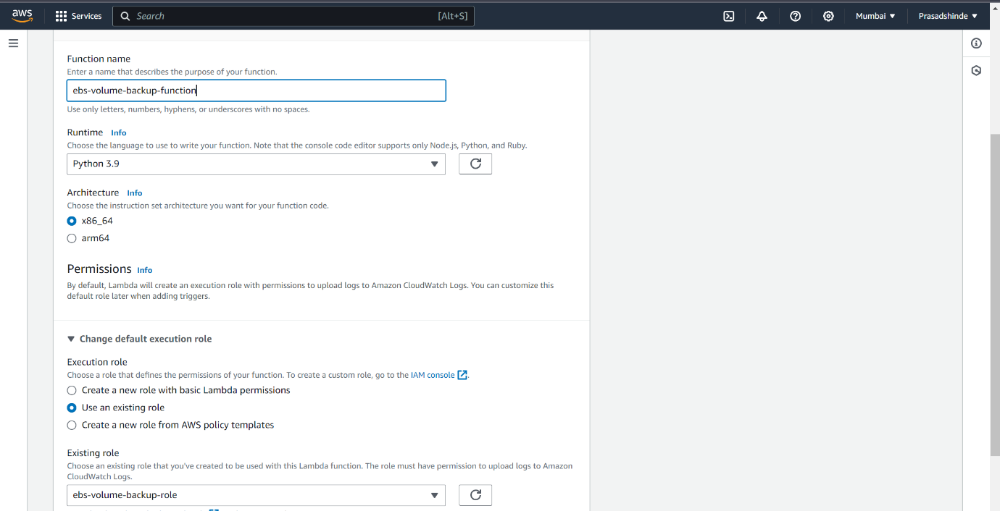 aws
Services
Search
[Alt+S]
Mumbai ▼
Prasadshinde ▼
Function name
Enter a name that describes the purpose of your function.
ebs-volume-backup-function
Use only letters, numbers, hyphens, or underscores with no spaces.
Runtime Info
Choose the language to use to write your function. Note that the console code editor supports only Node.js, Python, and Ruby.
Python 3.9
Architecture Info
Choose the instruction set architecture you want for your function code.
x86_64
arm64
Permissions Info
By default, Lambda will create an execution role with permissions to upload logs to Amazon CloudWatch Logs. You can customize this
default role later when adding triggers.
Change default execution role
Execution role
Choose a role that defines the permissions of your function. To create a custom role, go to the IAM console.
Create a new role with basic Lambda permissions
Use an existing role
Create a new role from AWS policy templates
Existing role
Choose an existing role that you've created to be used with this Lambda function. The role must have permission to upload logs to Amazon
CloudWatch Logs.
ebs-volume-backup-role